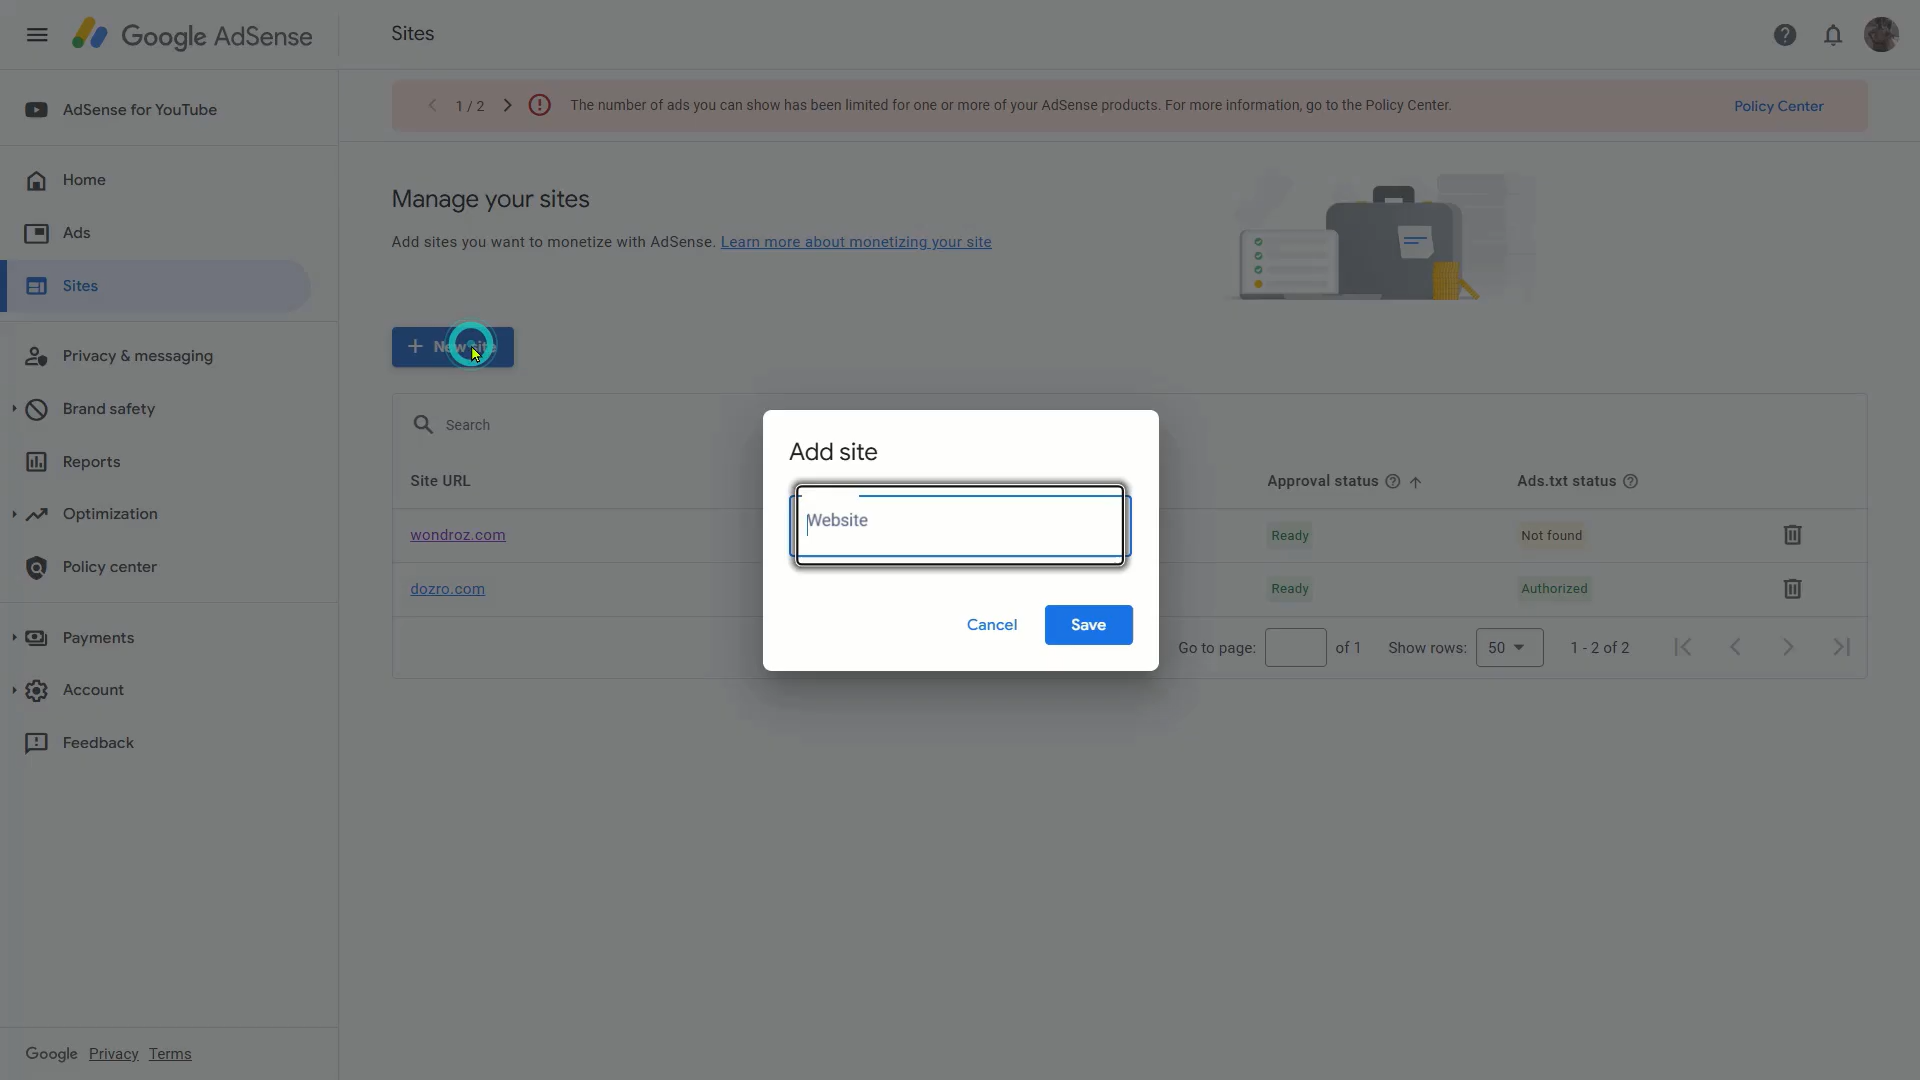 Google AdSense
Sites
AdSense for YouTube
1 / 2
The number of ads you can show has been limited for one or more of your AdSense products. For more information, go to the Policy Center.
Policy Center
Home
Ads
Sites
Privacy & messaging
Brand safety
Reports
Optimization
Policy center
Payments
Account
Feedback
Google Privacy Terms
Manage your sites
Add sites you want to monetize with AdSense. Learn more about monetizing your site
New site
Search
Site URL
Approval status
Ads.txt status
wondroz.com
Ready
Not found
dozro.com
Ready
Authorized
Go to page:
of 1
Show rows:
50
1 - 2 of 2
Add site
Website
Cancel
Save